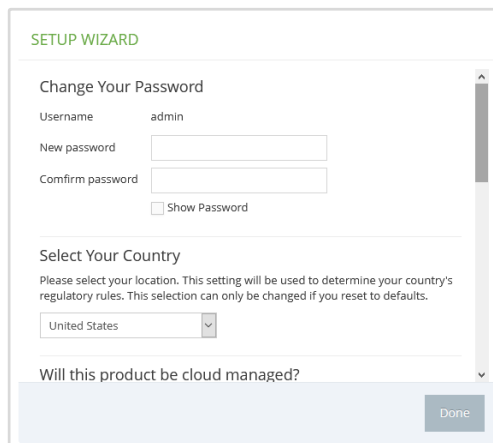 SETUP WIZARD
Change Your Password
Username admin
New password
Comfirm password
Show Password
Select Your Country
Please select your location. This setting will be used to determine your country's
regulatory rules. This selection can only be changed if you reset to defaults.
United States
Will this product be cloud managed?
Done